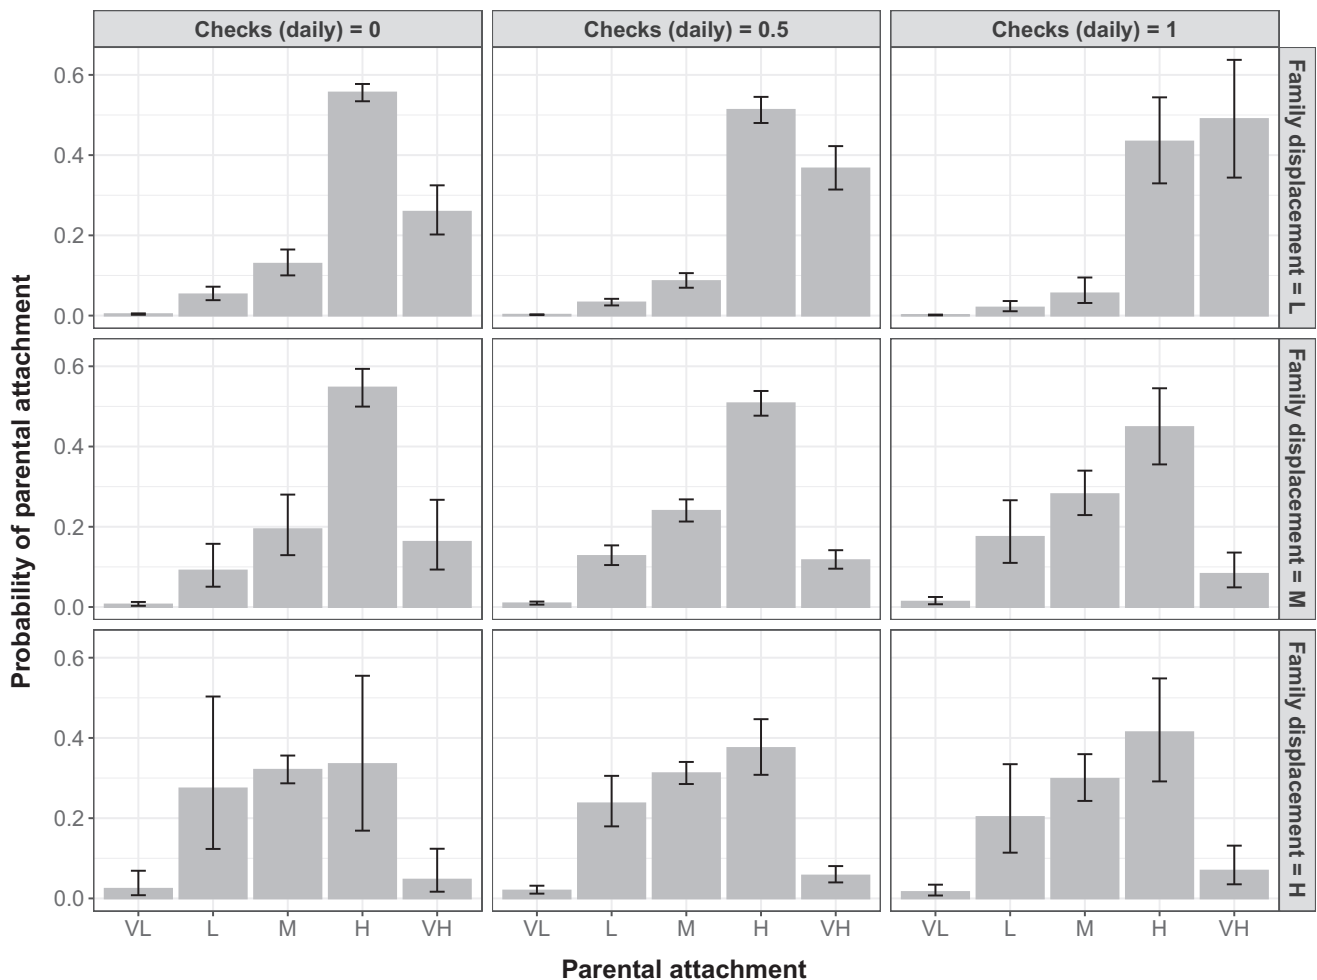 Checks (daily) = 0
Checks (daily) = 0.5
Checks (daily) = 1
0.6
0.4
0.2
0.0
Family displacement = L
0.6
0.4
0.2
0.0
Family displacement = M
0.6
0.4
0.2
0.0
Family displacement = H
Probability of parental attachment
VL L M H VH
VL L M H VH
VL L M H VH
Parental attachment